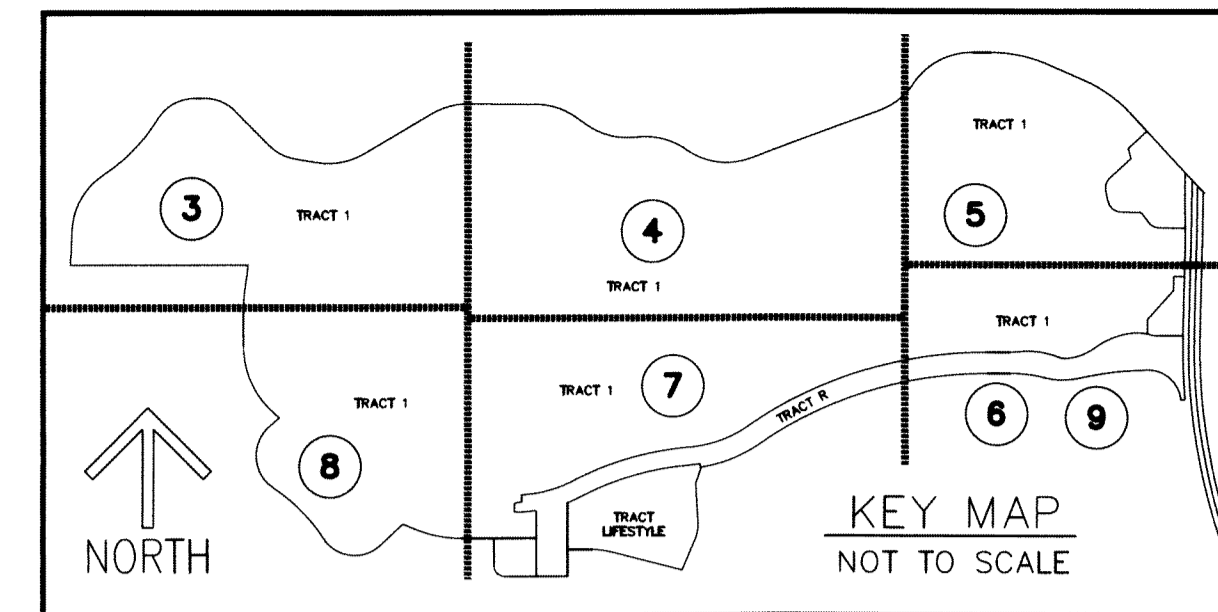 TRACT 1
5
3
TRACT 1
4
TRACT 1
TRACT 1
TRACT 1
7
TRACT 1
TRACT R
6
9
8
TRACT
LIFESTYLE
NORTH
KEY MAP
NOT TO SCALE